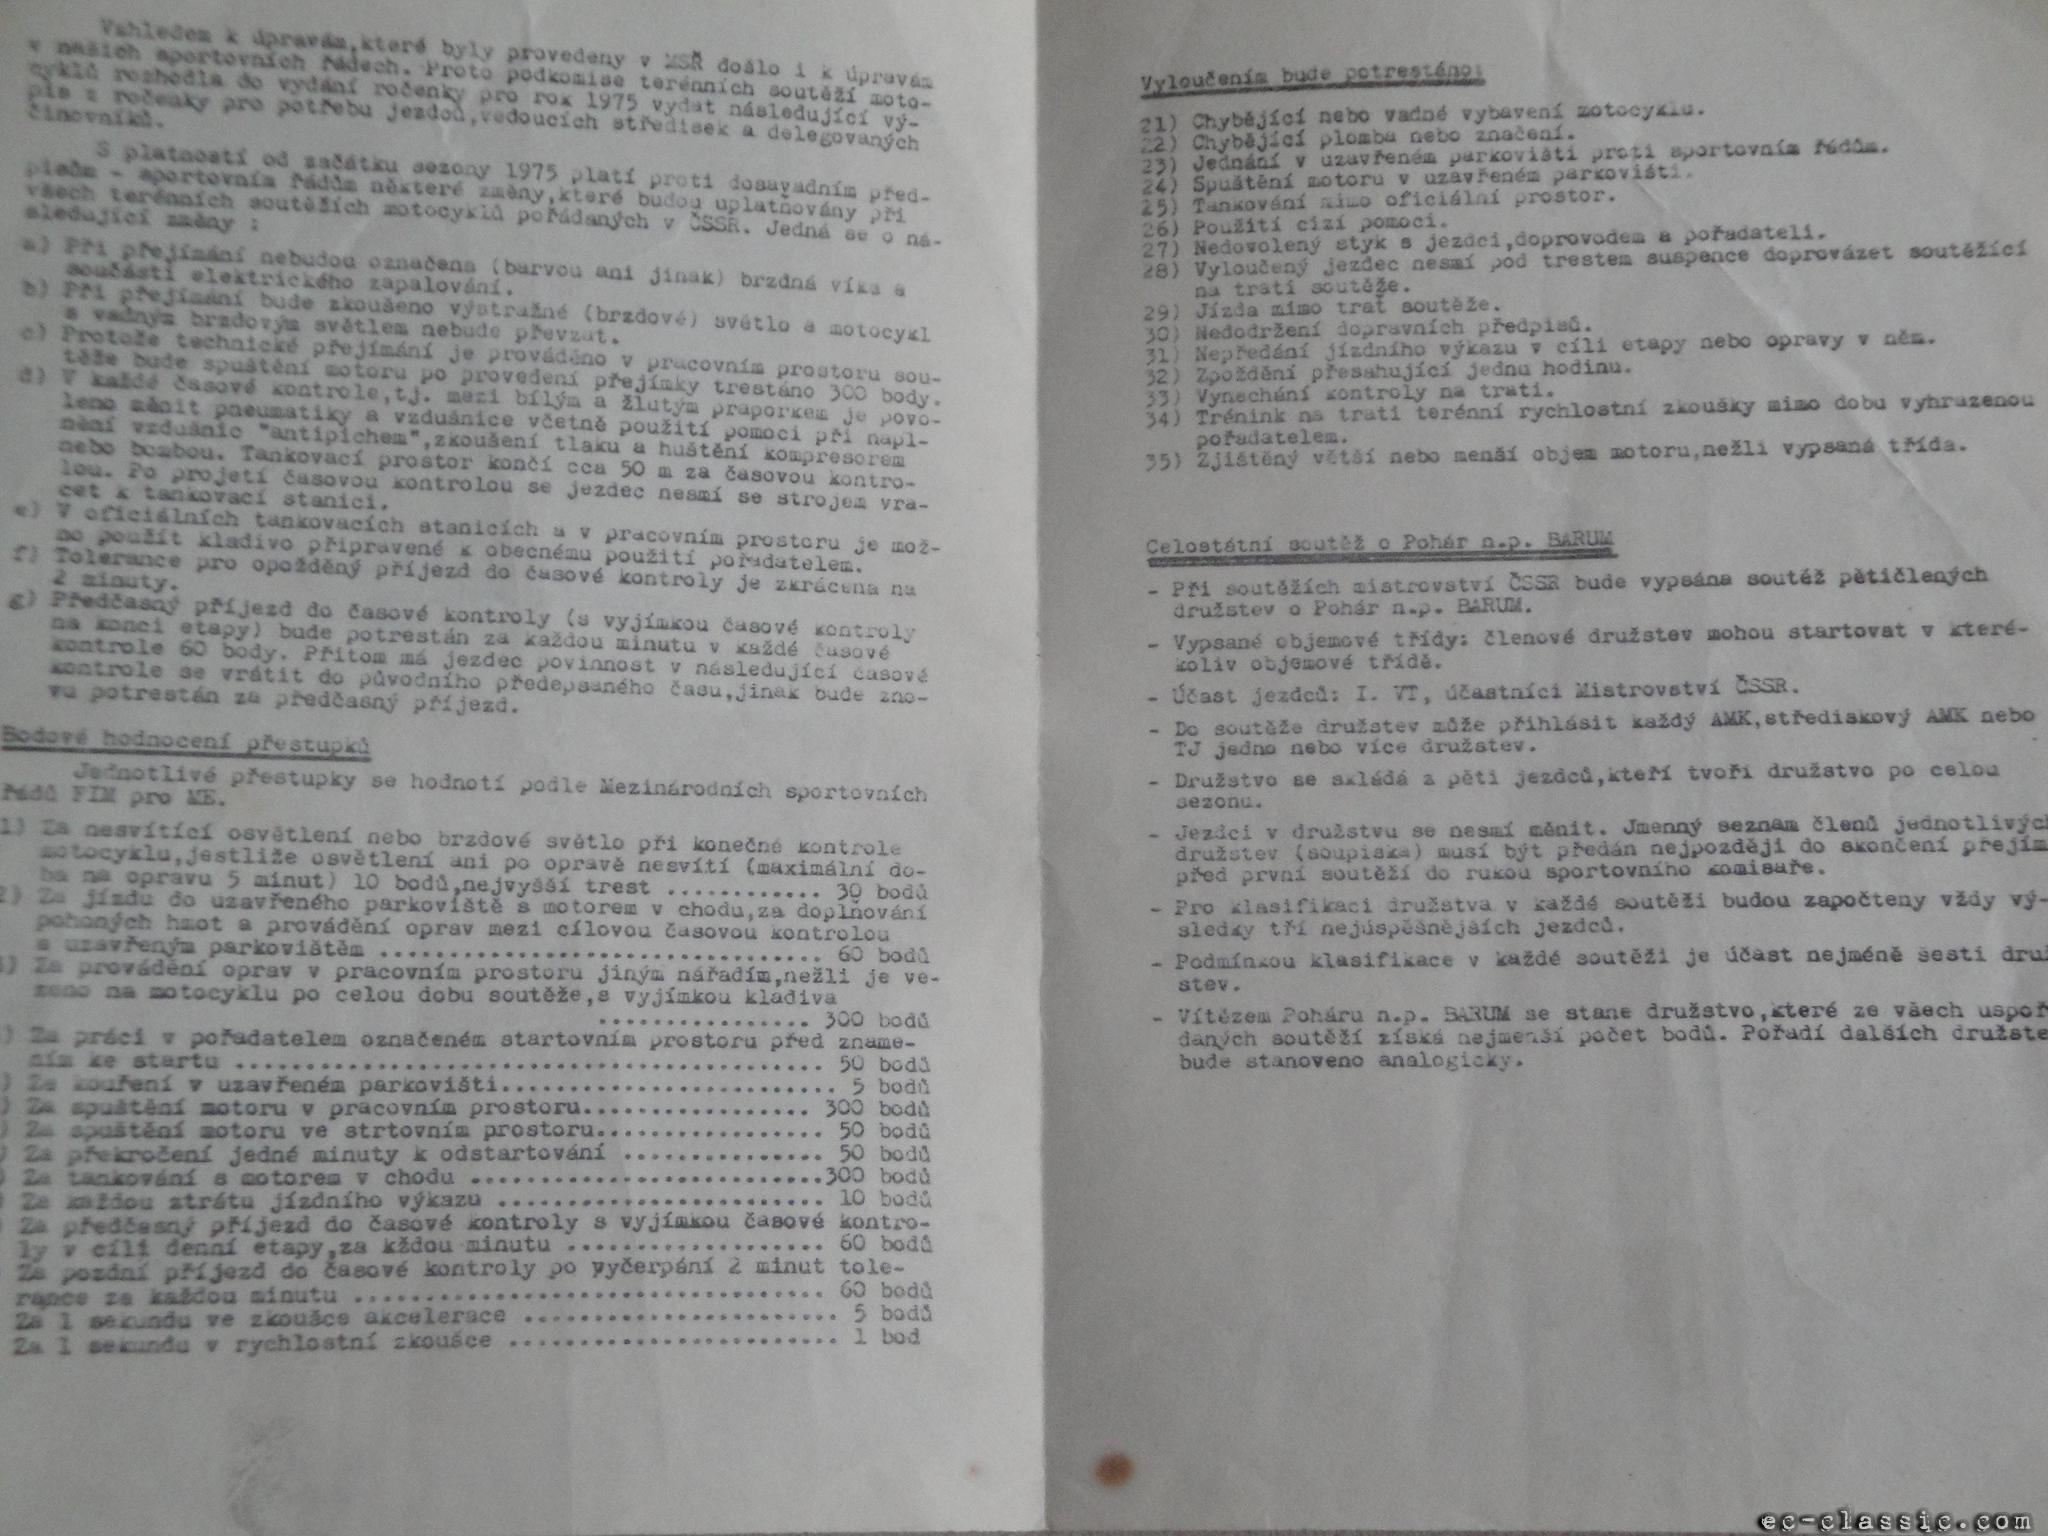 Vzhledem k úpravám,které byly provedeny v MSŘ došlo i k úpravám
v našich sportovních řádech. Proto podkomise terénních soutěží moto-
cyklů rozhodla do vydání ročenky pro rok 1975 vydat následující vý-
pis z ročenky pro potřebu jezdců,vedoucích středisek a delegovaných
činovníků.
S platností od začátku sezony 1975 platí proti dosavadním před-
pisům - sportovním řádům některé změny,které budou uplatňovány při
všech terénních soutěžích motocyklů pořádaných v ČSSR. Jedná se o ná-
sledující změny :
a) Při přejímání nebudou označena (barvou ani jinak) brzdná víka a
součásti elektrického zapalování.
b) Při přejímání bude zkoušeno výstražné (brzdové) světlo a motocykl
s vadným brzdovým světlem nebude převzat.
c) Protože technické přejímání je prováděno v pracovním prostoru sou-
těže bude spuštění motoru po provedení přejímky trestáno 300 body.
d) V každé časové kontrole,tj. mezi bílým a žlutým praporkem je povo-
leno měnit pneumatiky a vzdušnice včetně použití pomoci při napl-
nění vzdušnic "antipichem",zkoušení tlaku a huštění kompresorem
nebo bombou. Tankovací prostor končí cca 50 m za časovou kontro-
lou. Po projetí časovou kontrolou se jezdec nesmí se strojem vra-
cet k tankovací stanici.
e) V oficiálních tankovacích stanicích a v pracovním prostoru je mož-
no použít kladivo připravené k obecnému použití pořadatelem.
f) Tolerance pro opožděný příjezd do časové kontroly je zkrácena na
2 minuty.
g) Předčasný příjezd do časové kontroly (s vyjímkou časové kontroly
na konci etapy) bude potrestán za každou minutu v každé časové
kontrole 60 body. Přitom má jezdec povinnost v následující časové
kontrole se vrátit do původního předepsaného času,jinak bude zno-
vu potrestán za předčasný příjezd.
Bodové hodnocení přestupků
Jednotlivé přestupky se hodnotí podle Mezinárodních sportovních
řádů FIM pro ME.
1) Za nesvítící osvětlení nebo brzdové světlo při konečné kontrole
motocyklu,jestliže osvětlení ani po opravě nesvítí (maximální do-
ba na opravu 5 minut) 10 bodů,nejvyšší trest ............ 30 bodů
2) Za jízdu do uzavřeného parkoviště s motorem v chodu,za doplňování
pohonných hmot a provádění oprav mezi cílovou časovou kontrolou
a uzavřeným parkovištěm ................................ 60 bodů
3) Za provádění oprav v pracovním prostoru jiným nářadím,nežli je ve-
zeno na motocyklu po celou dobu soutěže,s vyjímkou kladiva
................ 300 bodů
) Za práci v pořadatelem označeném startovním prostoru před zname-
ním ke startu .......................................... 50 bodů
) Za kouření v uzavřeném parkovišti........................ 5 bodů
) Za spuštění motoru v pracovním prostoru................. 300 bodů
) Za spuštění motoru ve strtovním prostoru................. 50 bodů
) Za překročení jedné minuty k odstartování ............... 50 bodů
) Za tankování s motorem v chodu .........................300 bodů
Za každou ztrátu jízdního výkazu ........................ 10 bodů
Za předčasný příjezd do časové kontroly s vyjímkou časové kontro-
ly v cíli denní etapy,za kždou minutu ................... 60 bodů
Za pozdní příjezd do časové kontroly po vyčerpání 2 minut tole-
rance za každou minutu .................................. 60 bodů
Za 1 sekundu ve zkoušce akcelerace ....................... 5 bodů
Za 1 sekundu v rychlostní zkoušce ........................ 1 bod
Vyloučením bude potrestáno:
21) Chybějící nebo vadné vybavení motocyklu.
22) Chybějící plomba nebo značení.
23) Jednání v uzavřeném parkovišti proti sportovním řádům.
24) Spuštění motoru v uzavřeném parkovišti.
25) Tankování mimo oficiální prostor.
26) Použití cizí pomoci.
27) Nedovolený styk s jezdci,doprovodem a pořadateli.
28) Vyloučený jezdec nesmí pod trestem suspence doprovázet soutěžící
na trati soutěže.
29) Jízda mimo trať soutěže.
30) Nedodržení dopravních předpisů.
31) Nepředání jízdního výkazu v cíli etapy nebo opravy v něm.
32) Zpoždění přesahující jednu hodinu.
33) Vynechání kontroly na trati.
34) Trénink na trati terénní rychlostní zkoušky mimo dobu vyhrazenou
pořadatelem.
35) Zjištěný větší nebo menší objem motoru,nežli vypsaná třída.
Celostátní soutěž o Pohár n.p. BARUM
- Při soutěžích mistrovství ČSSR bude vypsána soutěž pětičlených
družstev o Pohár n.p. BARUM.
- Vypsané objemové třídy: členové družstev mohou startovat v které-
koliv objemové třídě.
- Účast jezdců: I. VT, účastníci Mistrovství ČSSR.
- Do soutěže družstev může přihlásit každý AMK,střediskový AMK nebo
TJ jedno nebo více družstev.
- Družstvo se skládá z pěti jezdců,kteří tvoří družstvo po celou
sezonu.
- Jezdci v družstvu se nesmí měnit. Jmenný seznam členů jednotlivých
družstev (soupiska) musí být předán nejpozději do skončení přejím
před první soutěží do rukou sportovního komisaře.
- Pro klasifikaci družstva v každé soutěži budou započteny vždy vý-
sledky tří nejúspěšnějších jezdců.
- Podmínkou klasifikace v každé soutěži je účast nejméně šesti druž
stev.
- Vítězem Poháru n.p. BARUM se stane družstvo,které ze všech uspoř
daných soutěží získá nejmenší počet bodů. Pořadí dalších družste
bude stanoveno analogicky.
ec-classic.com